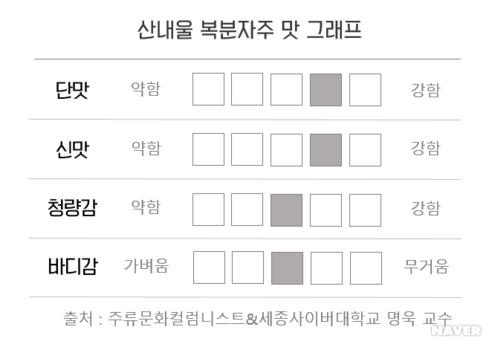 산내울 복분자주 맛 그래프
단맛 약함 강함
신맛 약함 강함
청량감 약함 강함
바디감 가벼움 무거움
출처 : 주류문화컬럼니스트&세종사이버대학교 명욱 교수
NAVER